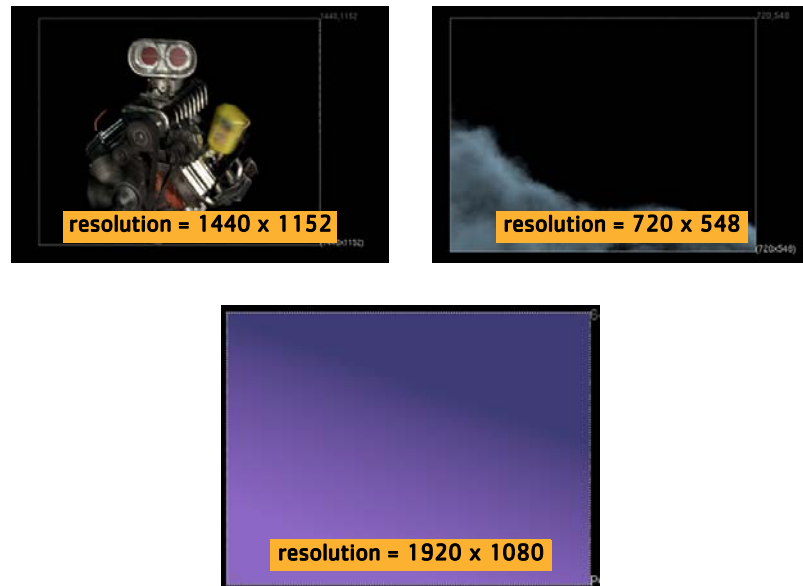 1440,1152
resolution = 1440 x 1152
720,548
resolution = 720 x 548
(720x548)
resolution = 1920 x 1080